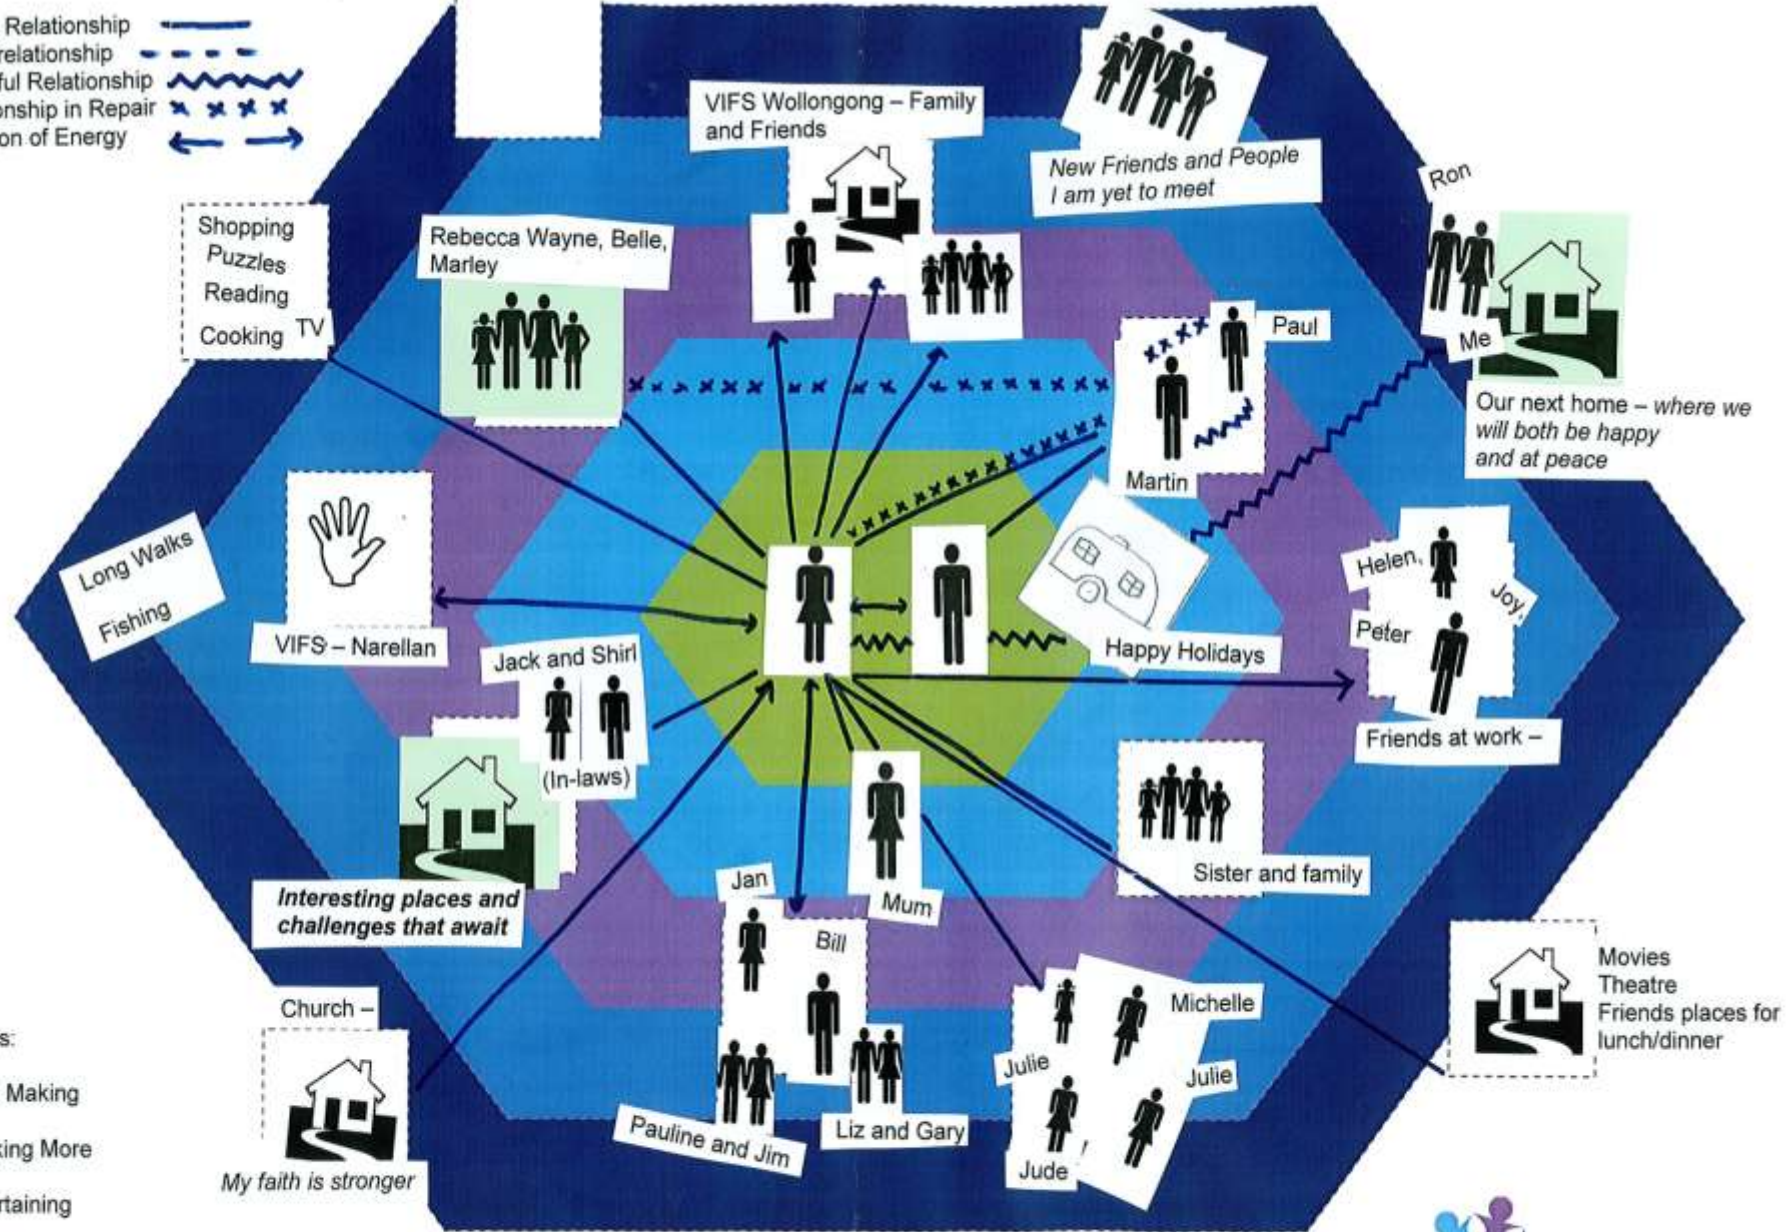 Relationship
relationship
ful Relationship
onship in Repair
on of Energy
VIFS Wollongong – Family
and Friends
New Friends and People
I am yet to meet
Ron
Me
Our next home – where we
will both be happy
and at peace
Shopping
Puzzles
Reading
Cooking TV
Rebecca Wayne, Belle,
Marley
Paul
Martin
Long Walks
Fishing
VIFS – Narellan
Jack and Shirl
(In-laws)
Happy Holidays
Helen,
Joy,
Peter
Friends at work –
Interesting places and
challenges that await
Sister and family
Mum
Jan
Bill
Pauline and Jim
Liz and Gary
Michelle
Julie
Julie
Jude
Church –
My faith is stronger
Movies
Theatre
Friends places for
lunch/dinner
s:
Making
king More
rtaining